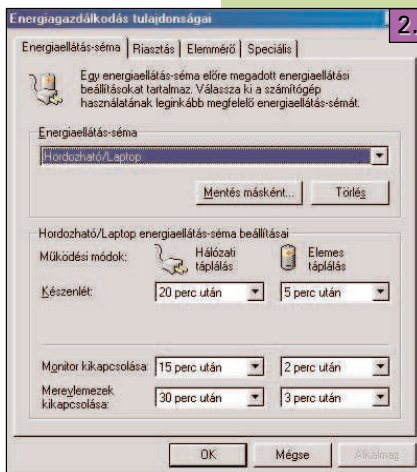 Energiagazdálkodás tulajdonságai
2.
Energiaellátás-séma
Riasztás
Elemmérő
Speciális
Egy energiaellátás-séma előre megadott energiaellátási
beállításokat tartalmaz. Válassza ki a számítógép
használatának leginkább megfelelő energiaellátás-sémát.
Energiaellátás-séma
Hordozható/Laptop
Mentés másként...
Törlés
Hordozható/Laptop energiaellátás-séma beállításai
Működési módok:
Hálózati
táplálás
Elemes
táplálás
Készenlét:
20 perc után
5 perc után
Monitor kikapcsolása:
15 perc után
2 perc után
Merevlemezek
kikapcsolása:
30 perc után
3 perc után
OK
Mégse
Alkalmaz